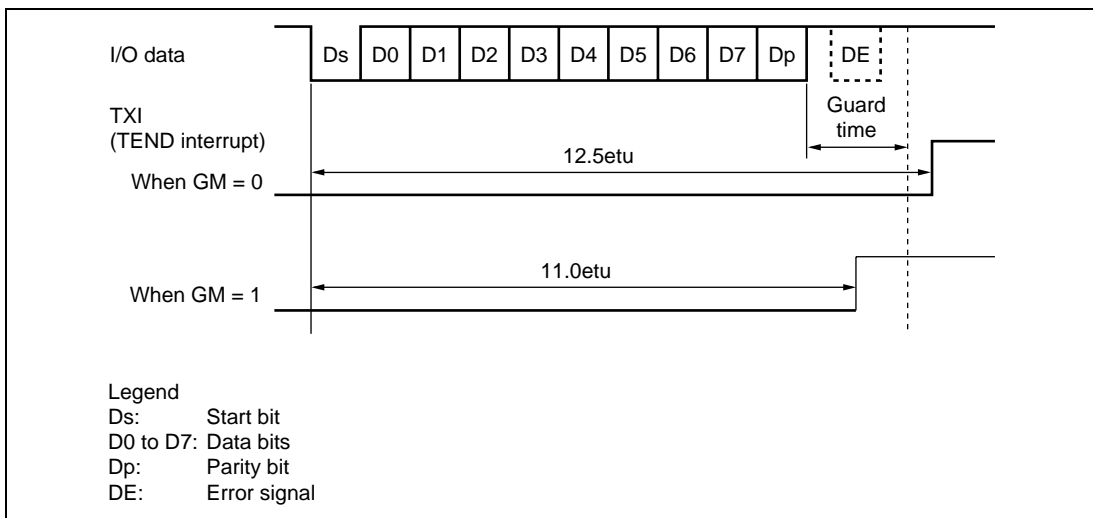 I/O data
Ds D0 D1 D2 D3 D4 D5 D6 D7 Dp DE
TXI
(TEND interrupt)
Guard
time
12.5etu
When GM = 0
11.0etu
When GM = 1
Legend
Ds: Start bit
D0 to D7: Data bits
Dp: Parity bit
DE: Error signal